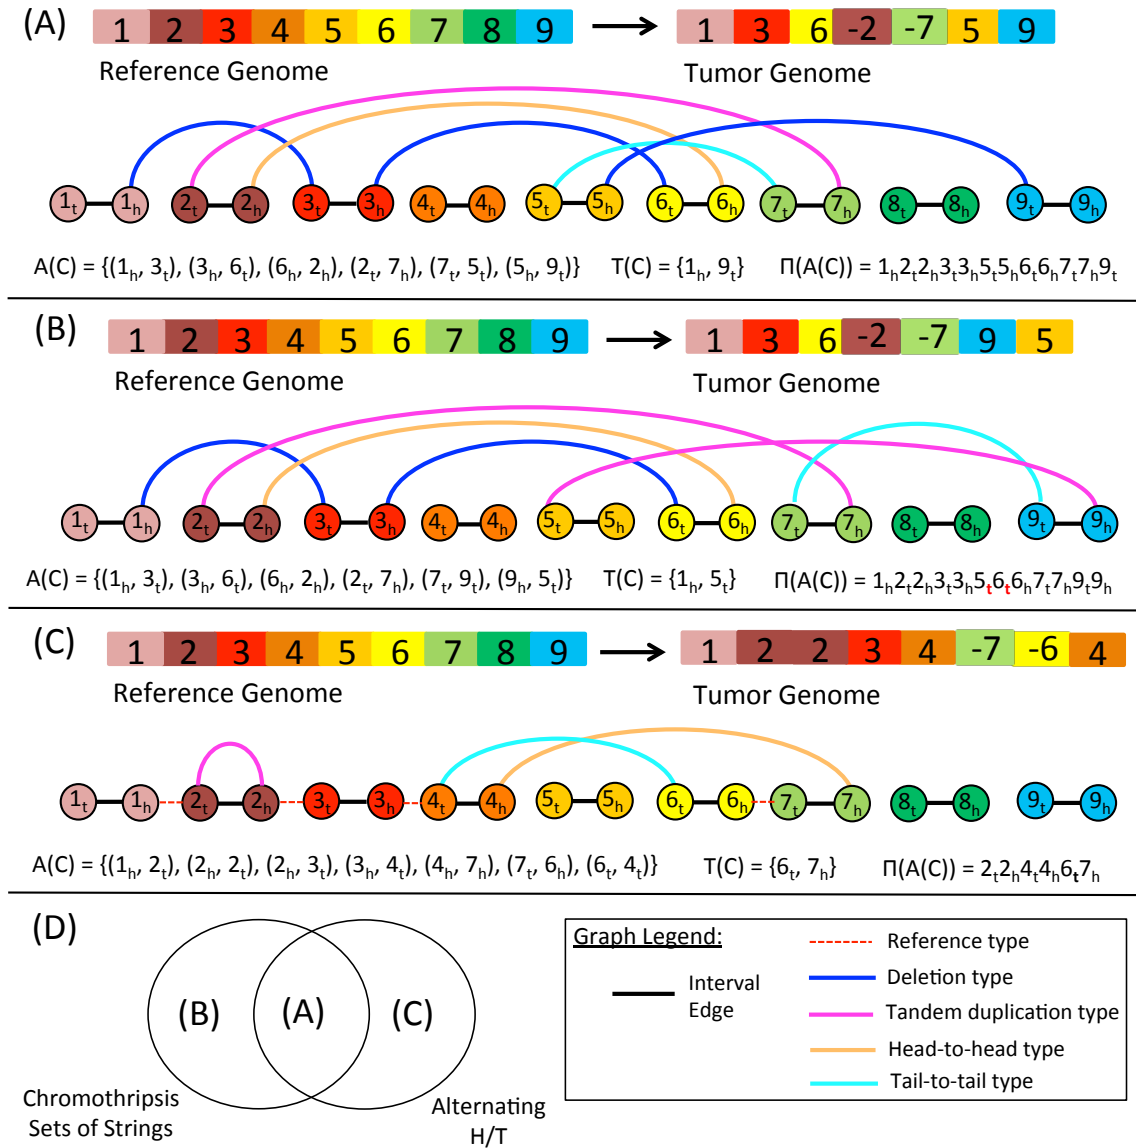 (A)
1 2 3 4 5 6 7 8 9
1 3 6 -2 -7 5 9
Reference Genome
Tumor Genome
1t 1h 2t 2h 3t 3h 4t 4h 5t 5h 6t 6h 7t 7h 8t 8h 9t 9h
A(C) = {(1h, 3t), (3h, 6t), (6h, 2h), (2t, 7h), (7t, 5t), (5h, 9t)}
T(C) = {1h, 9t}
Π(A(C)) = 1h2t2h3t3h5t5h6t6h7t7h9t
(B)
1 2 3 4 5 6 7 8 9
1 3 6 -2 -7 9 5
Reference Genome
Tumor Genome
1t 1h 2t 2h 3t 3h 4t 4h 5t 5h 6t 6h 7t 7h 8t 8h 9t 9h
A(C) = {(1h, 3t), (3h, 6t), (6h, 2h), (2t, 7h), (7t, 9t), (9h, 5t)}
T(C) = {1h, 5t}
Π(A(C)) = 1h2t2h3t3h5t6t6h7t7h9t9h
(C)
1 2 3 4 5 6 7 8 9
1 2 2 3 4 -7 -6 4
Reference Genome
Tumor Genome
1t 1h 2t 2h 3t 3h 4t 4h 5t 5h 6t 6h 7t 7h 8t 8h 9t 9h
A(C) = {(1h, 2t), (2h, 2t), (2h, 3t), (3h, 4t), (4h, 7h), (7t, 6h), (6t, 4t)}
T(C) = {6t, 7h}
Π(A(C)) = 2t2h4t4h6t7h
(D)
(B)
(A)
(C)
Chromothripsis
Sets of Strings
Alternating
H/T
Graph Legend:
Interval
Edge
Reference type
Deletion type
Tandem duplication type
Head-to-head type
Tail-to-tail type